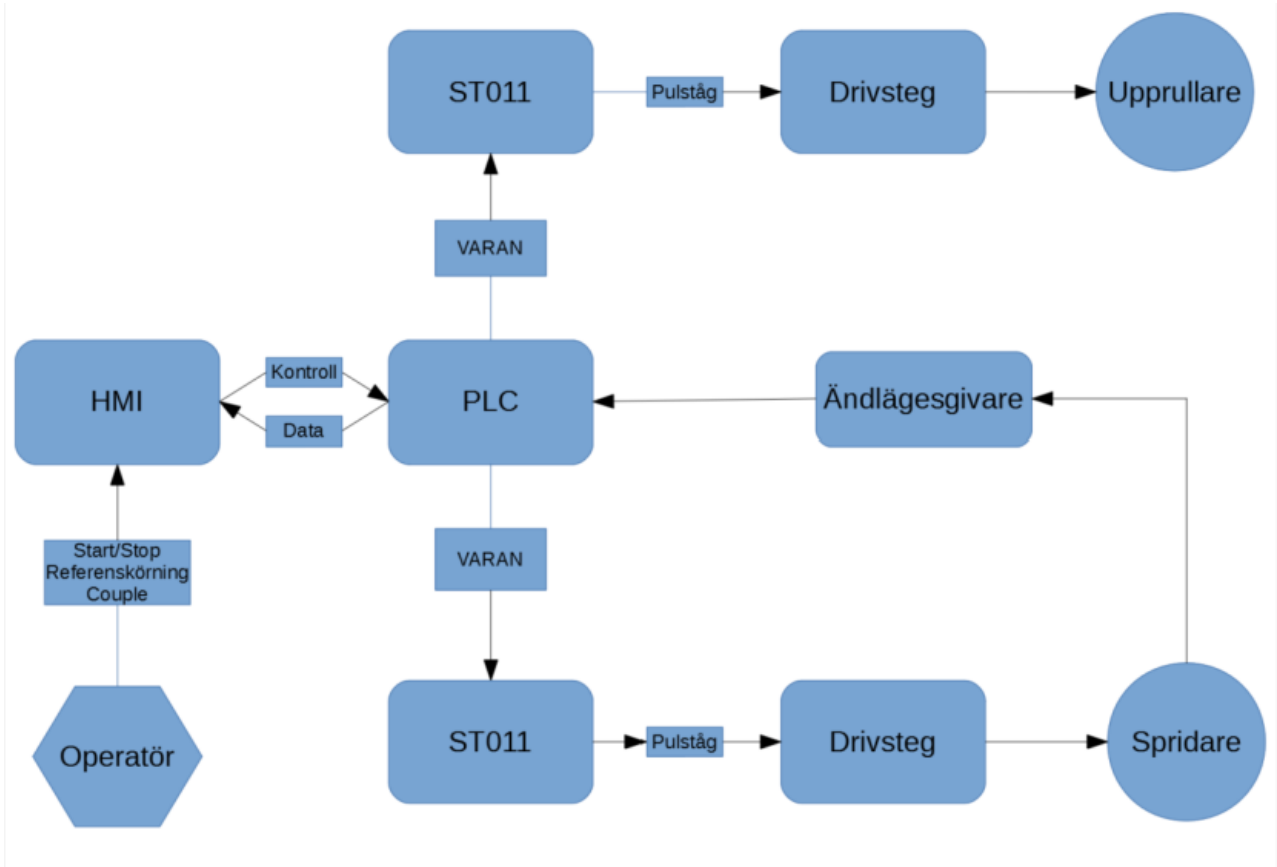 ST011
Pulståg
Drivsteg
Upprullare
VARAN
HMI
Kontroll
Data
PLC
Ändlägesgivare
Start/Stop
Referenskörning
Couple
VARAN
Operatör
ST011
Pulståg
Drivsteg
Spridare